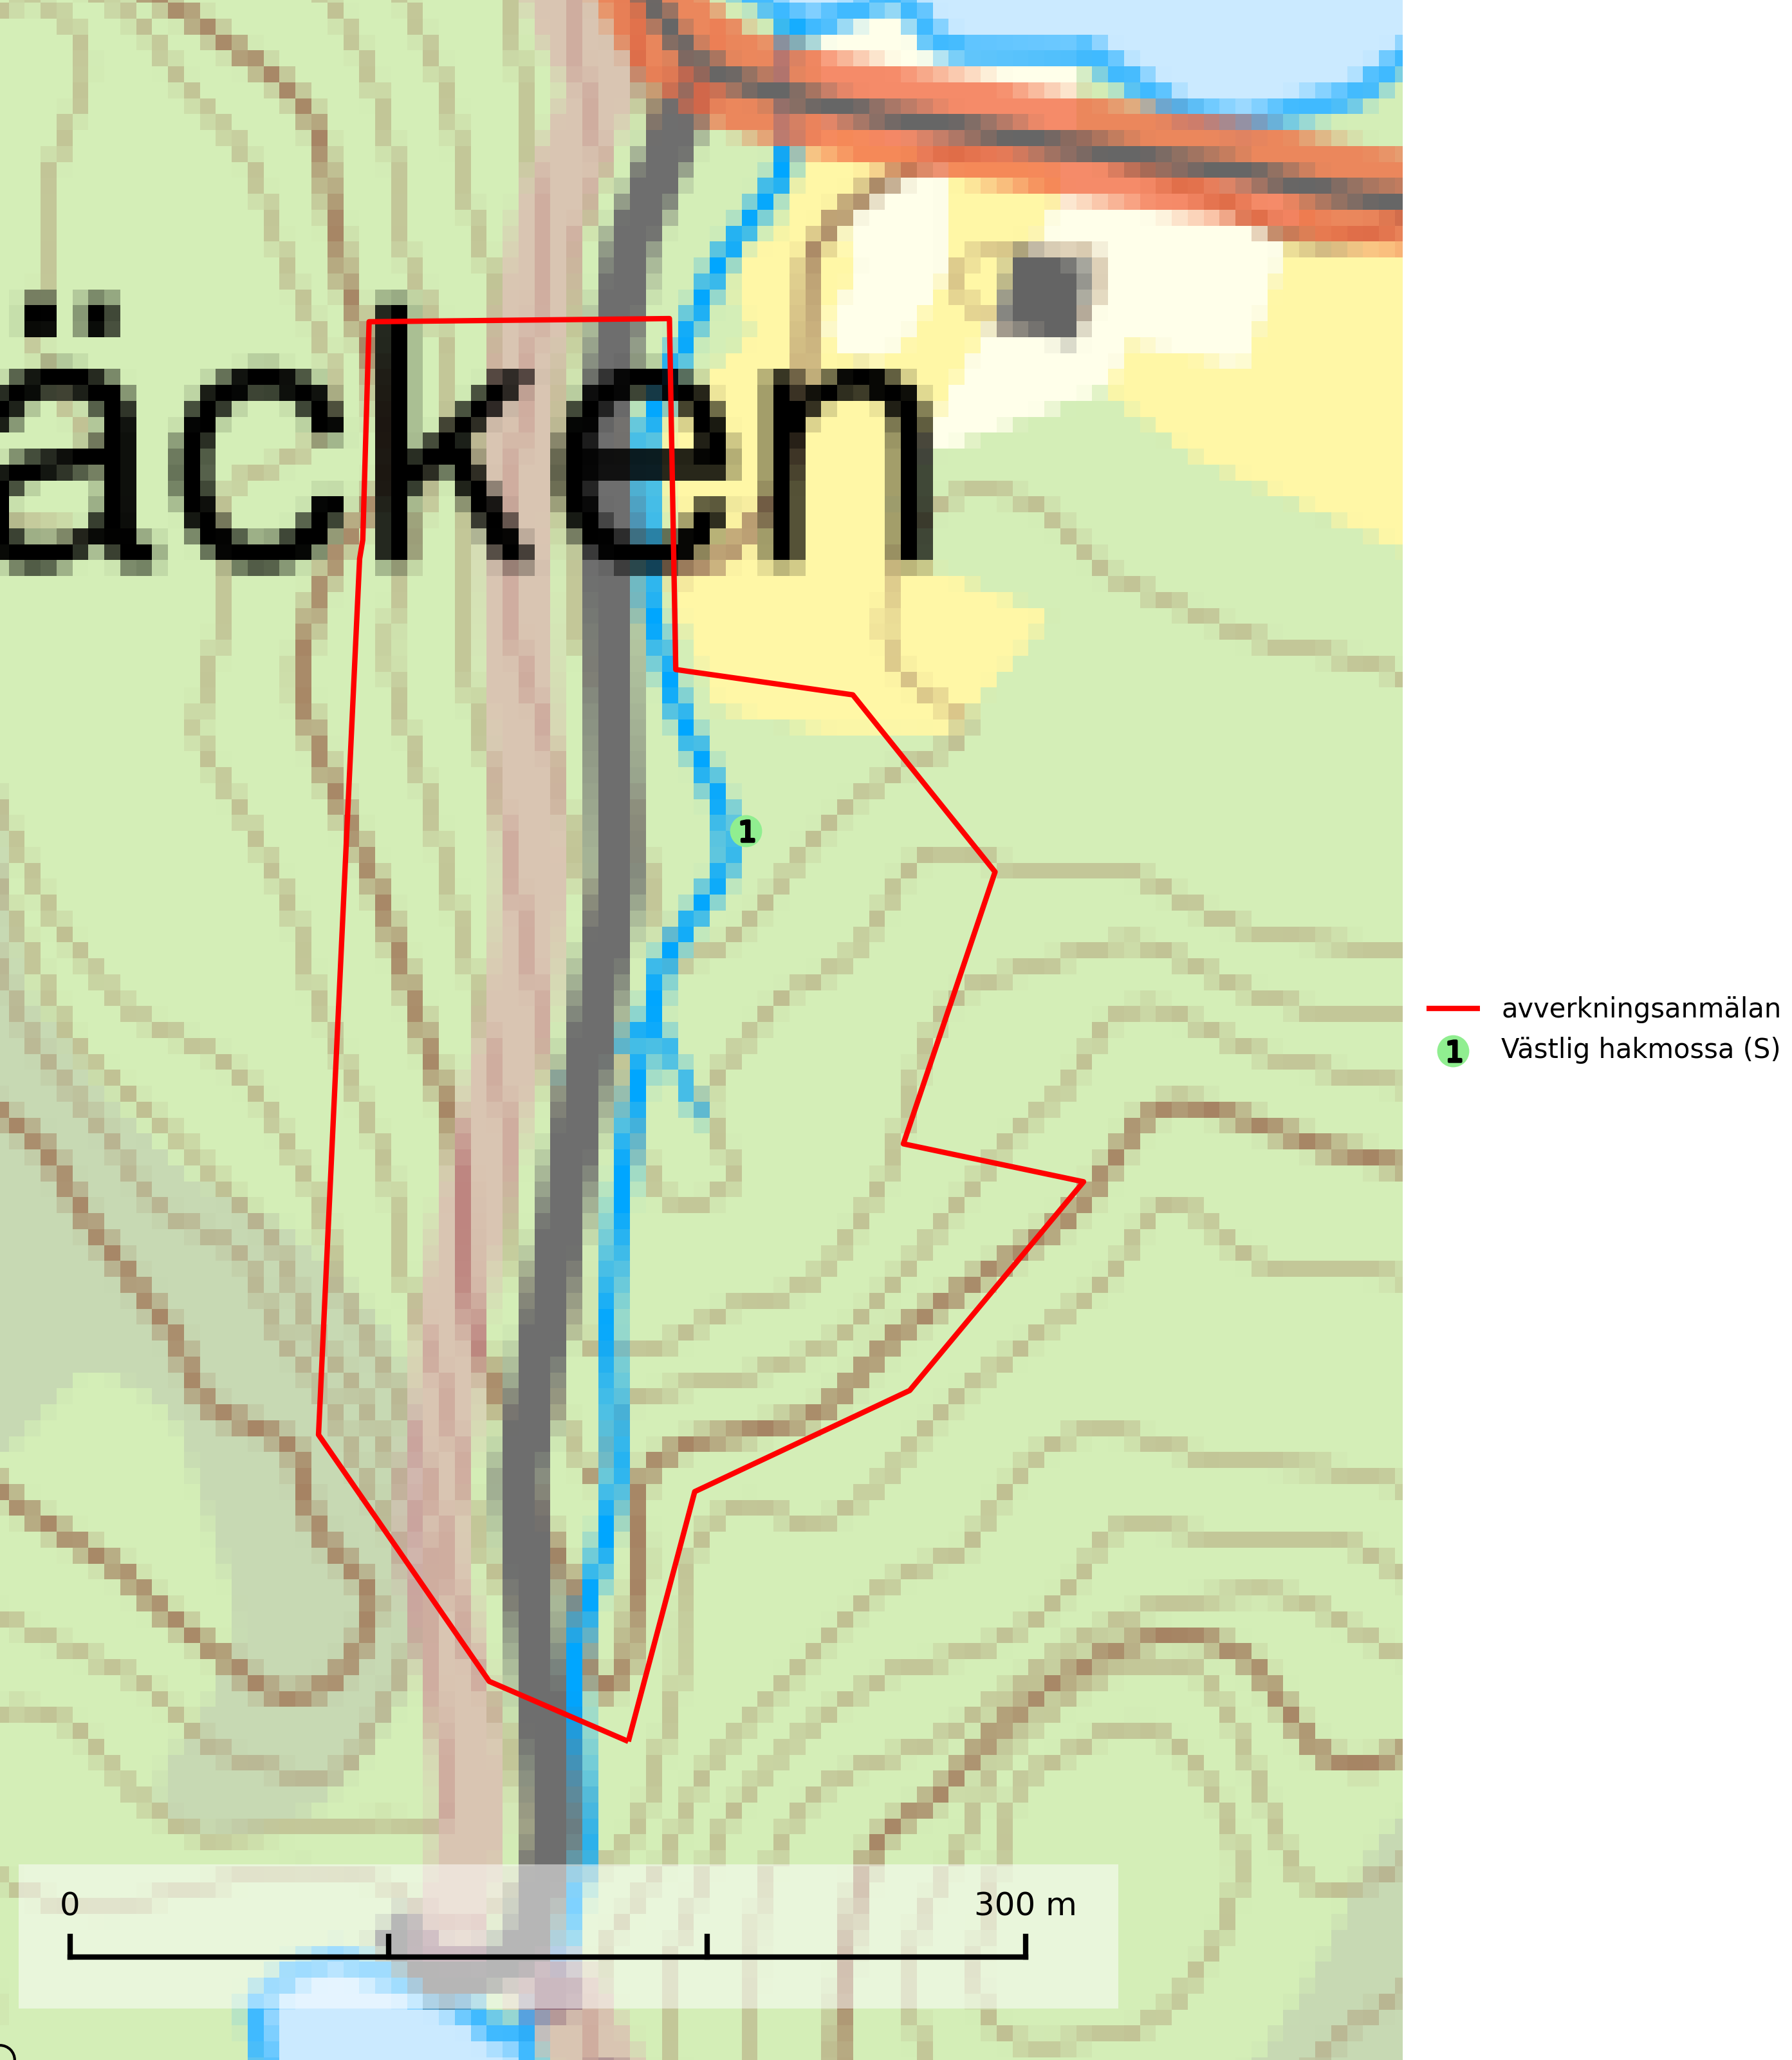 äcken
1
avverkningsanmälan
1 Västlig hakmossa (S)
0 300 m